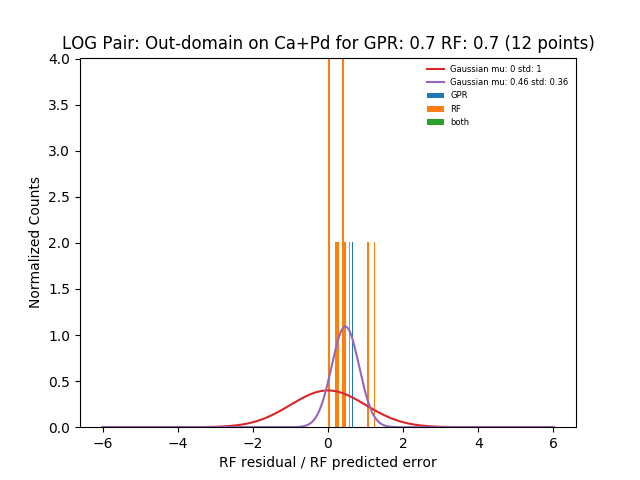 LOG Pair: Out-domain on Ca+Pd for GPR: 0.7 RF: 0.7 (12 points)
Gaussian mu: 0 std: 1
Gaussian mu: 0.46 std: 0.36
GPR
RF
both
4.0
3.5
3.0
2.5
2.0
1.5
1.0
0.5
0.0
Normalized Counts
−6 −4 −2 0 2 4 6
RF residual / RF predicted error